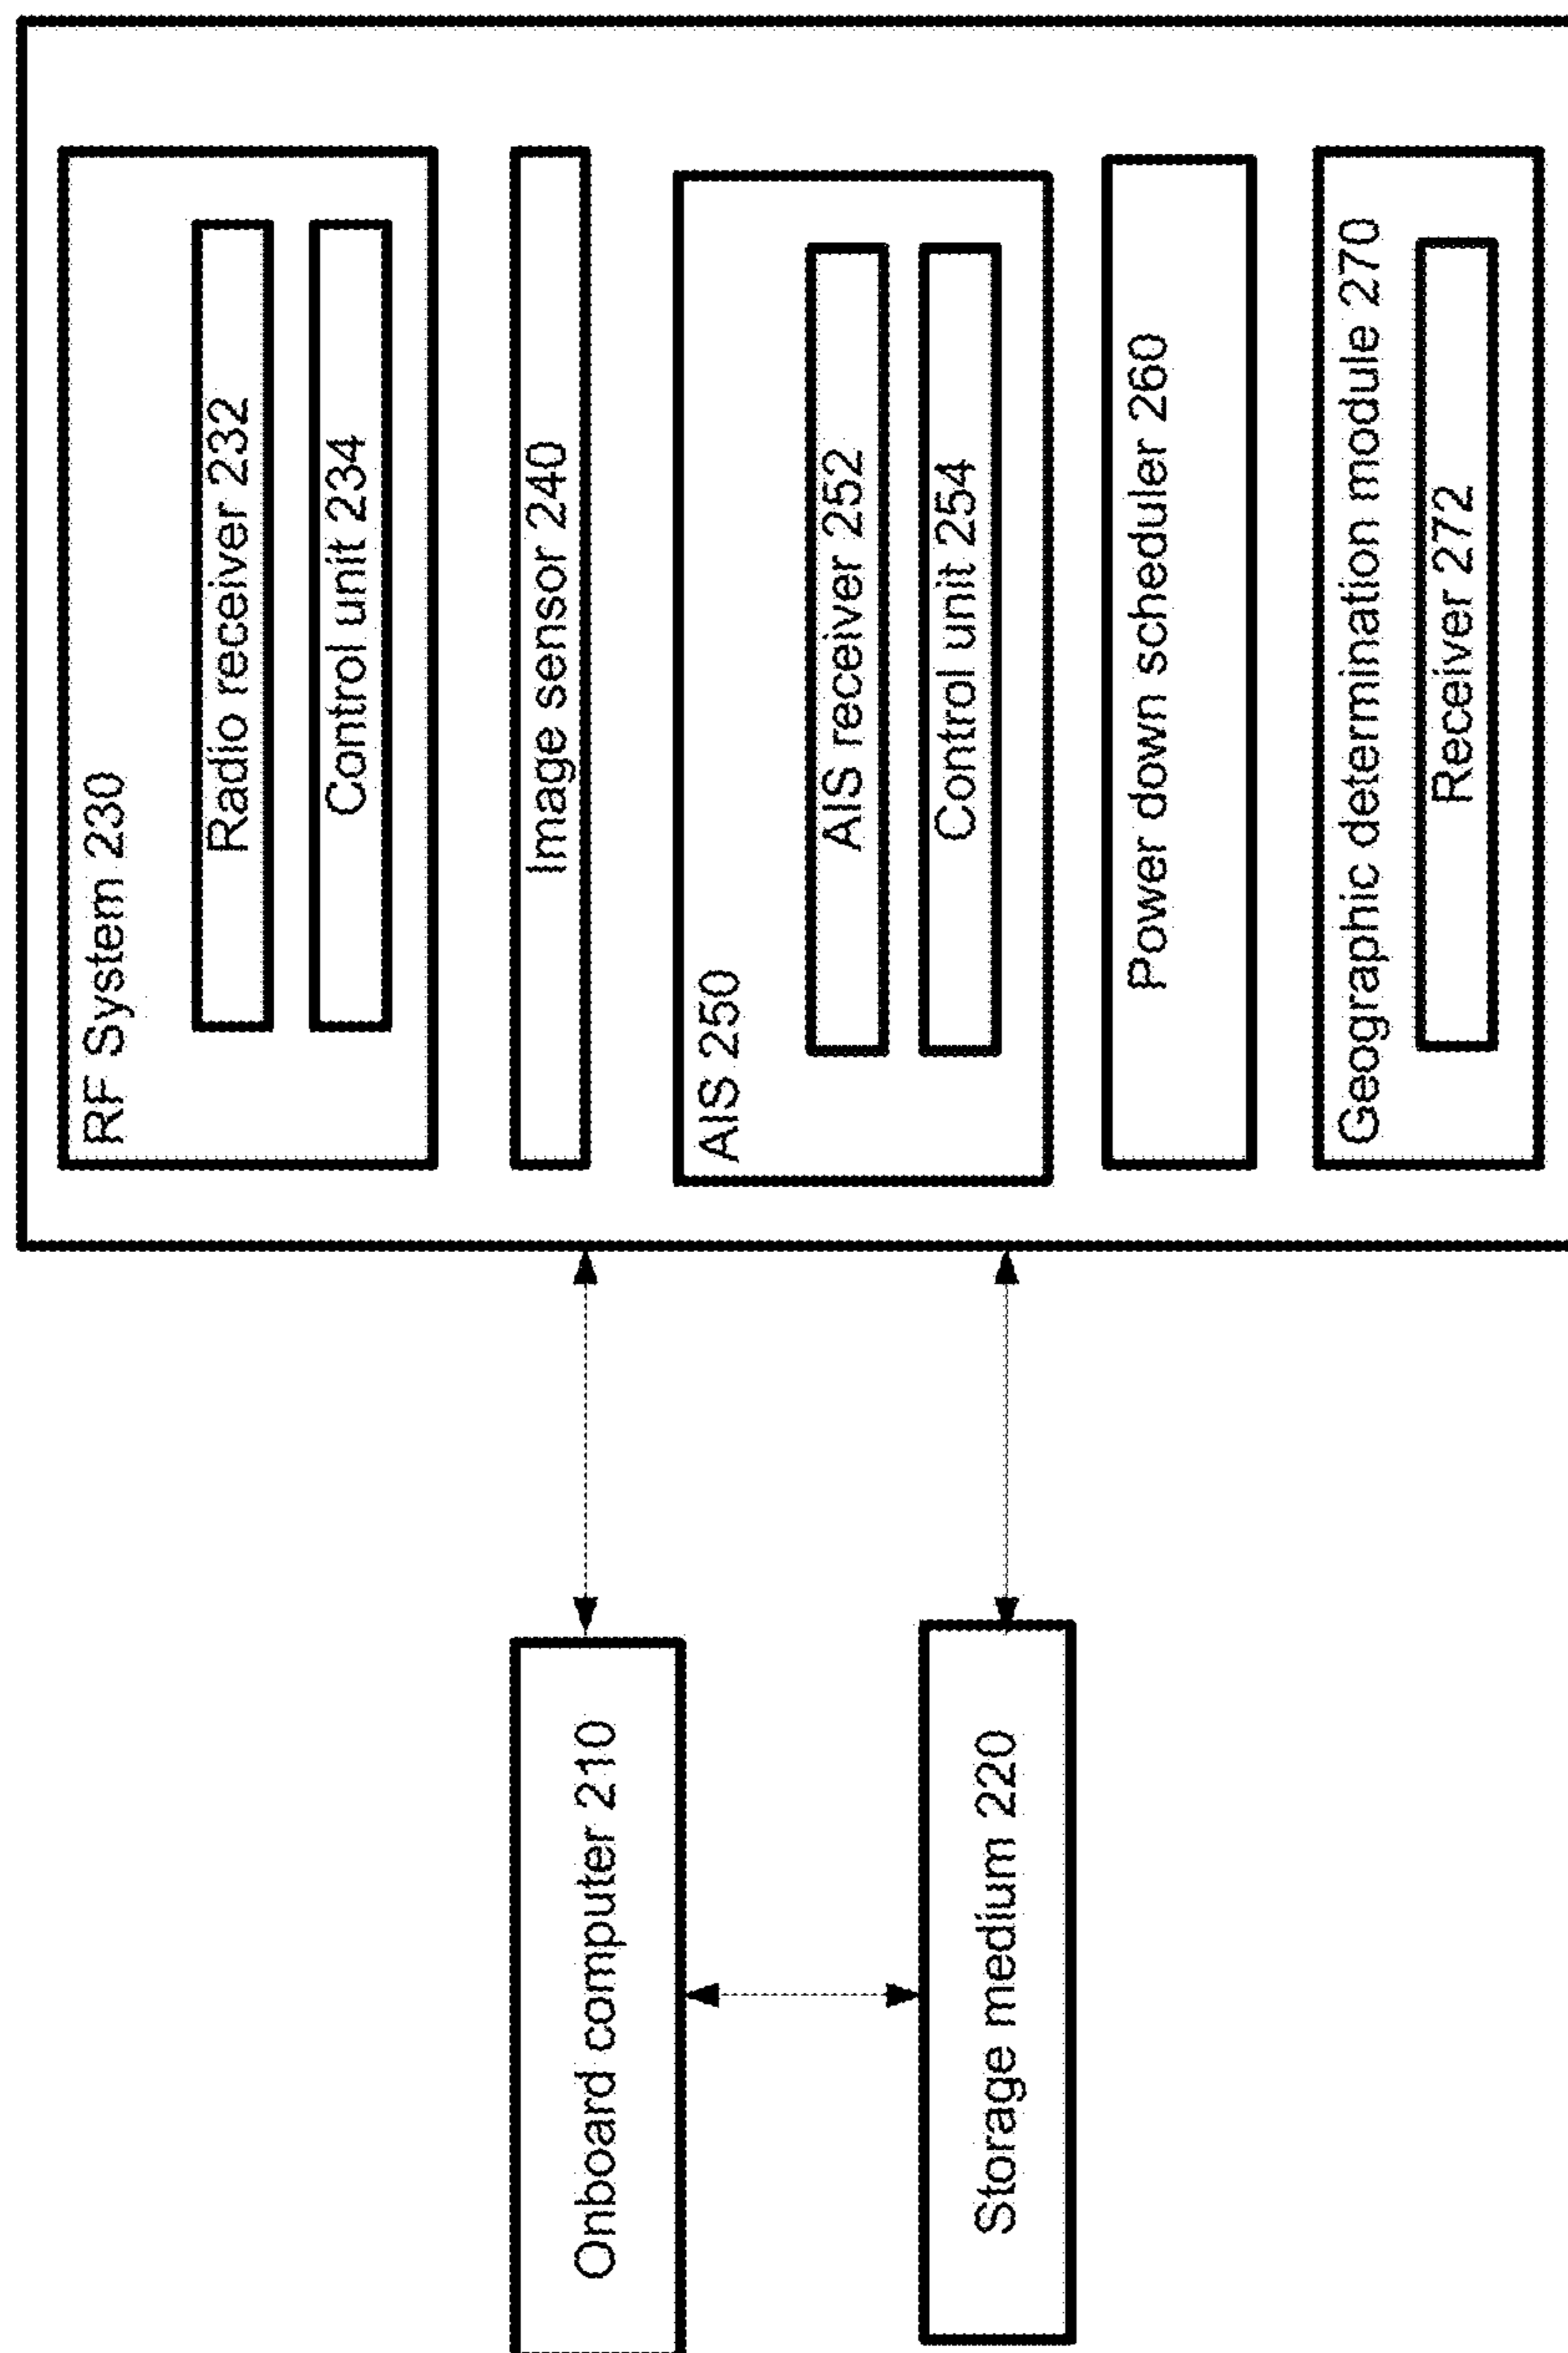 Onboard computer 210
Storage medium 220
RF System 230
Radio receiver 232
Control unit 234
Image sensor 240
AIS 250
AIS receiver 252
Control unit 254
Power down scheduler 260
Geographic determination module 270
Receiver 272